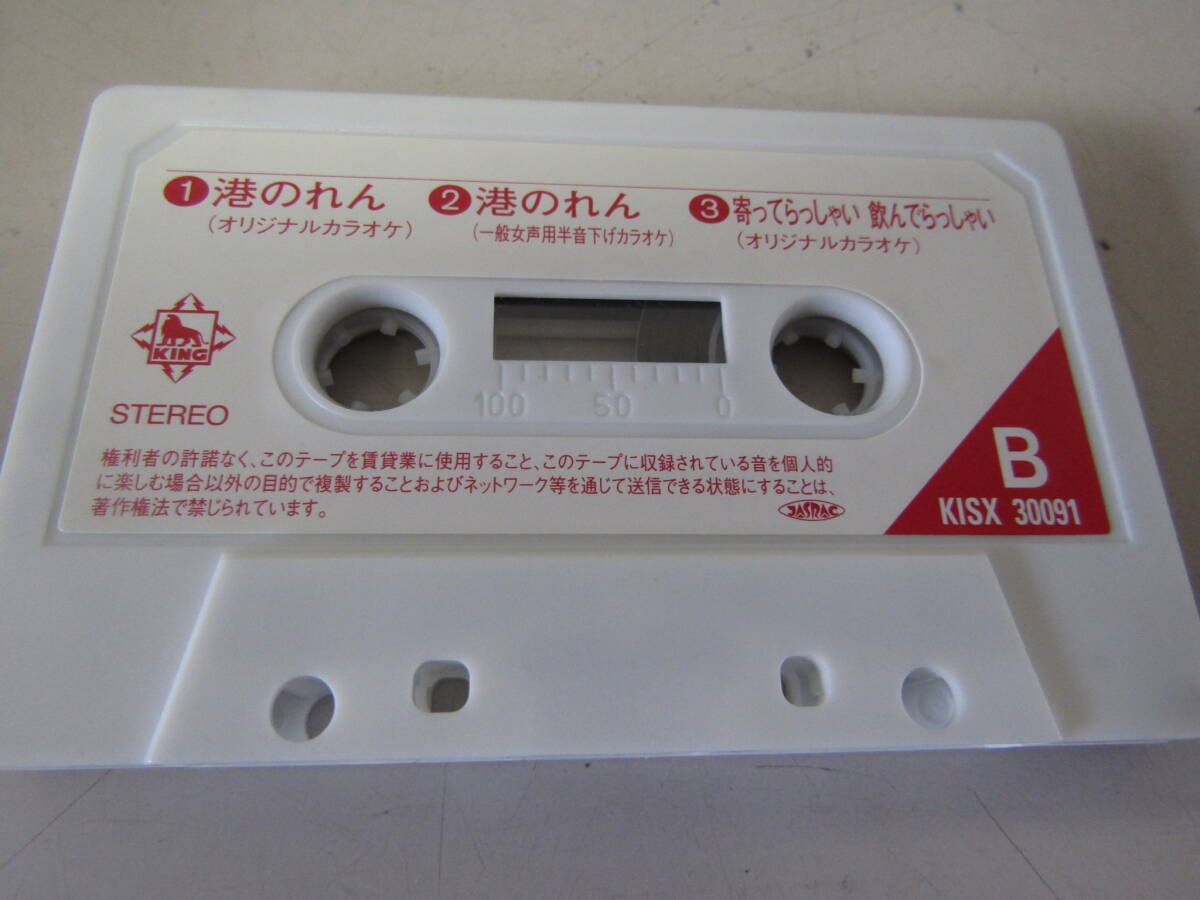 1 港のれん
(オリジナルカラオケ)
2 港のれん
(一般女声用半音下げカラオケ)
3 寄ってらっしゃい 飲んでらっしゃい
(オリジナルカラオケ)
KING
STEREO
100 50 0
権利者の許諾なく、このテープを賃貸業に使用すること、このテープに収録されている音を個人的
に楽しむ場合以外の目的で複製することおよびネットワーク等を通じて送信できる状態にすることは、
著作権法で禁じられています。
JASRAC
B
KISX 30091